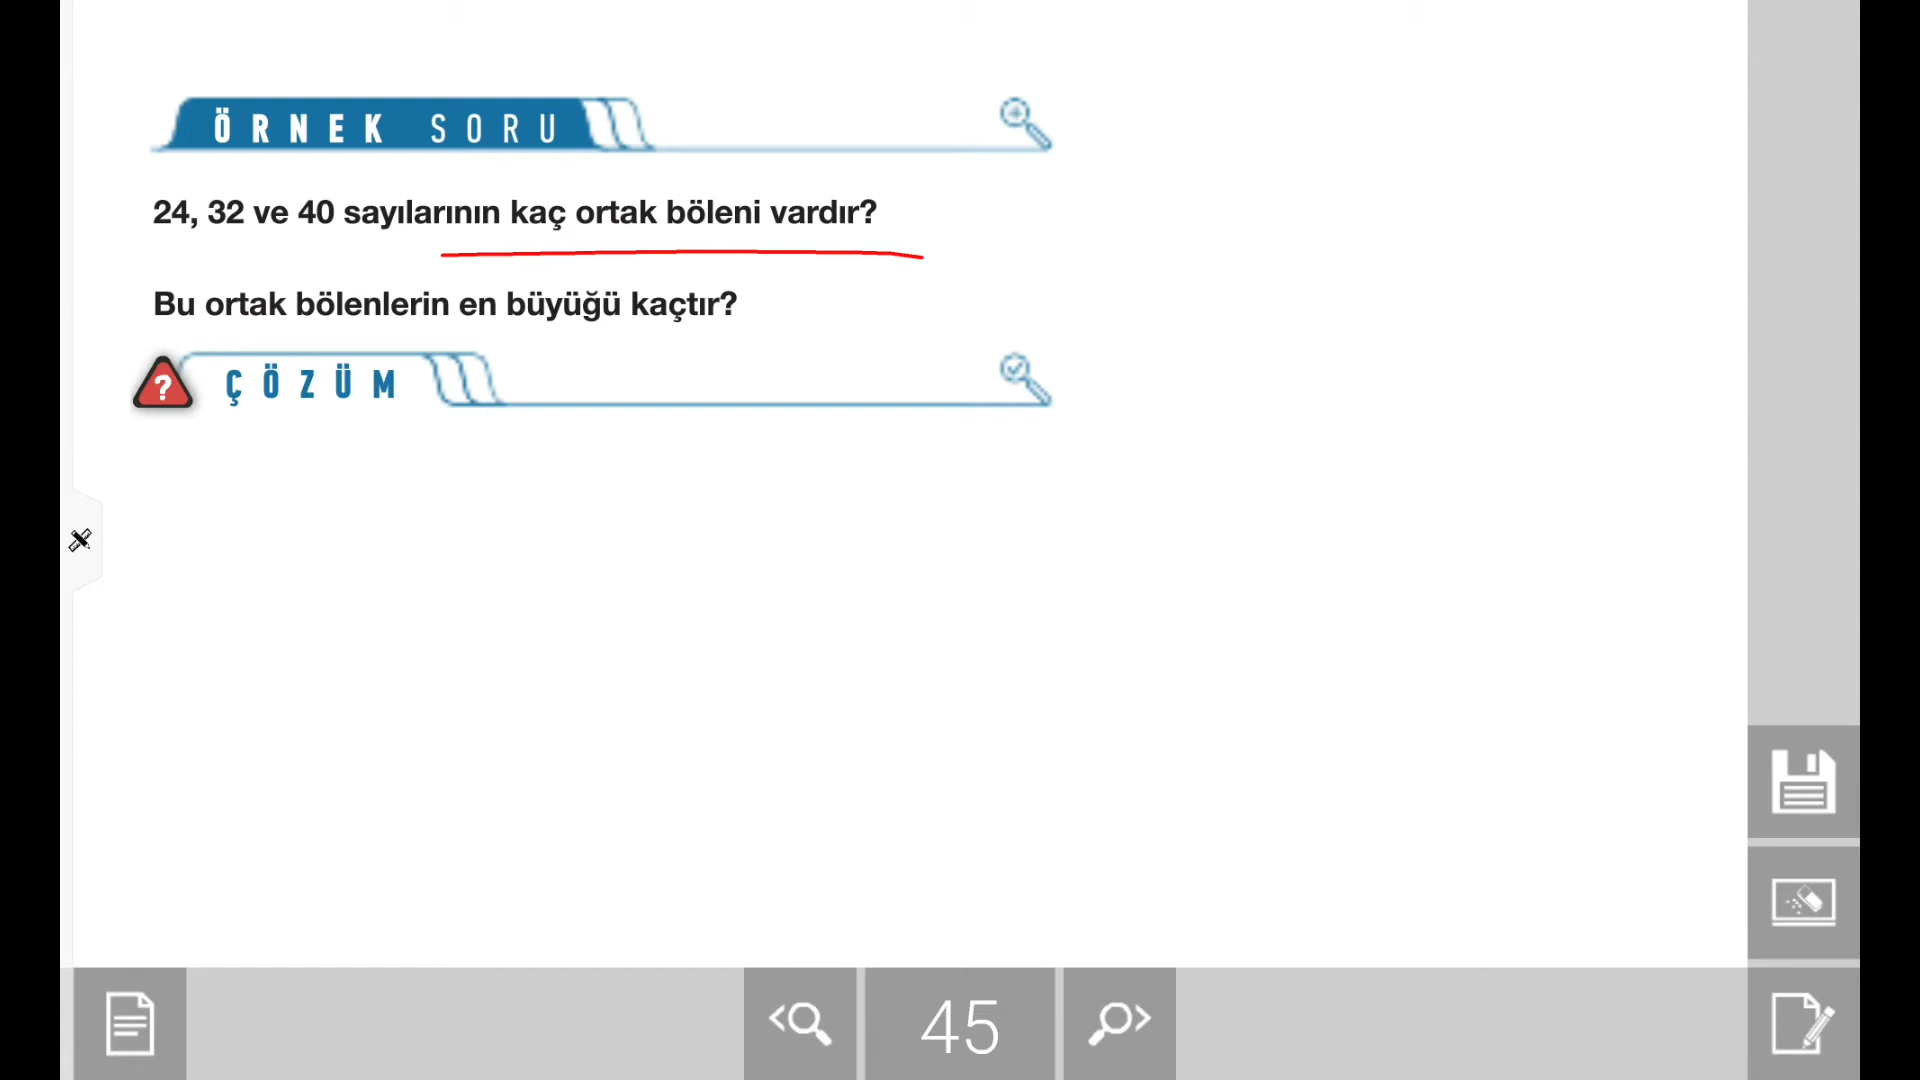 ÖRNEK SORU
24, 32 ve 40 sayılarının kaç ortak böleni vardır?
Bu ortak bölenlerin en büyüğü kaçtır?
? ÇÖZÜM
45